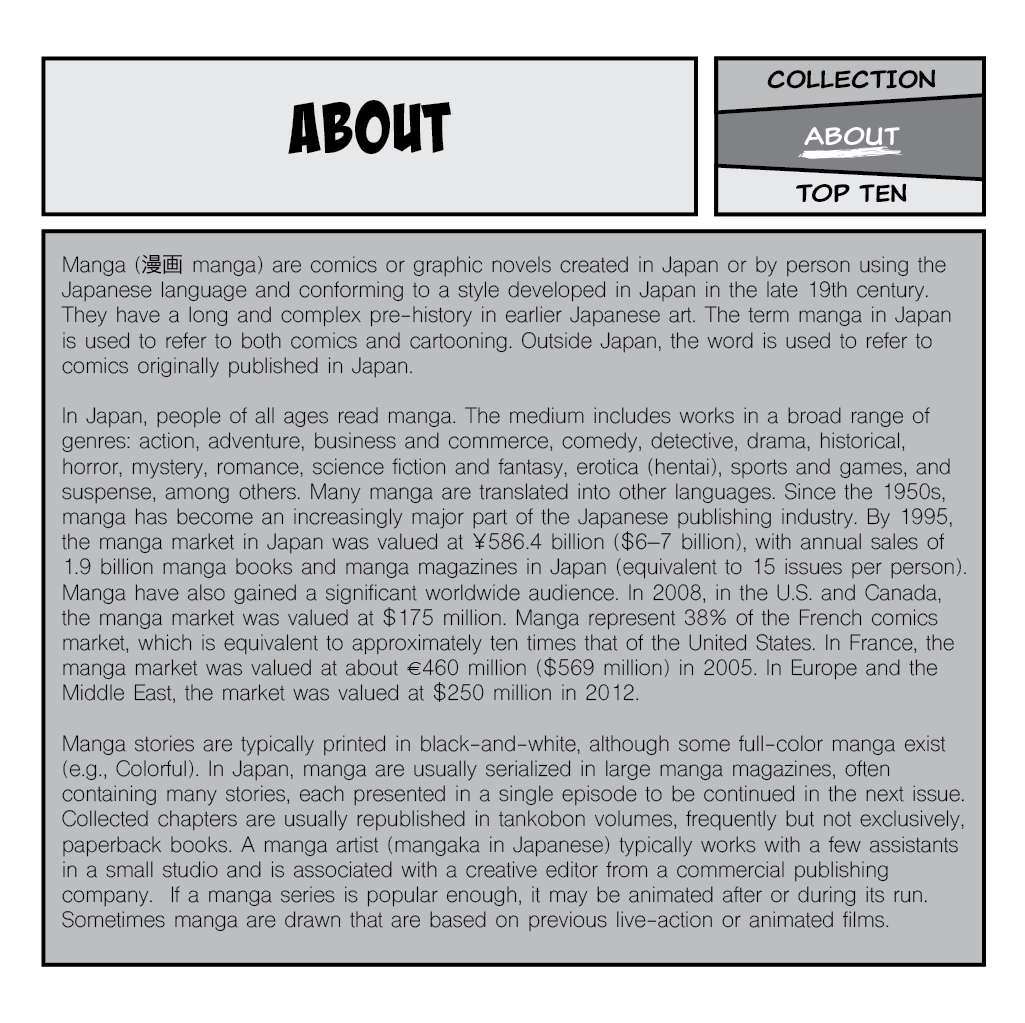 ABOUT
COLLECTION
ABOUT
TOP TEN
Manga (漫画 manga) are comics or graphic novels created in Japan or by person using the
Japanese language and conforming to a style developed in Japan in the late 19th century.
They have a long and complex pre-history in earlier Japanese art. The term manga in Japan
is used to refer to both comics and cartooning. Outside Japan, the word is used to refer to
comics originally published in Japan.
In Japan, people of all ages read manga. The medium includes works in a broad range of
genres: action, adventure, business and commerce, comedy, detective, drama, historical,
horror, mystery, romance, science fiction and fantasy, erotica (hentai), sports and games, and
suspense, among others. Many manga are translated into other languages. Since the 1950s,
manga has become an increasingly major part of the Japanese publishing industry. By 1995,
the manga market in Japan was valued at ¥586.4 billion ($6–7 billion), with annual sales of
1.9 billion manga books and manga magazines in Japan (equivalent to 15 issues per person).
Manga have also gained a significant worldwide audience. In 2008, in the U.S. and Canada,
the manga market was valued at $175 million. Manga represent 38% of the French comics
market, which is equivalent to approximately ten times that of the United States. In France, the
manga market was valued at about €460 million ($569 million) in 2005. In Europe and the
Middle East, the market was valued at $250 million in 2012.
Manga stories are typically printed in black-and-white, although some full-color manga exist
(e.g., Colorful). In Japan, manga are usually serialized in large manga magazines, often
containing many stories, each presented in a single episode to be continued in the next issue.
Collected chapters are usually republished in tankobon volumes, frequently but not exclusively,
paperback books. A manga artist (mangaka in Japanese) typically works with a few assistants
in a small studio and is associated with a creative editor from a commercial publishing
company.  If a manga series is popular enough, it may be animated after or during its run.
Sometimes manga are drawn that are based on previous live-action or animated films.